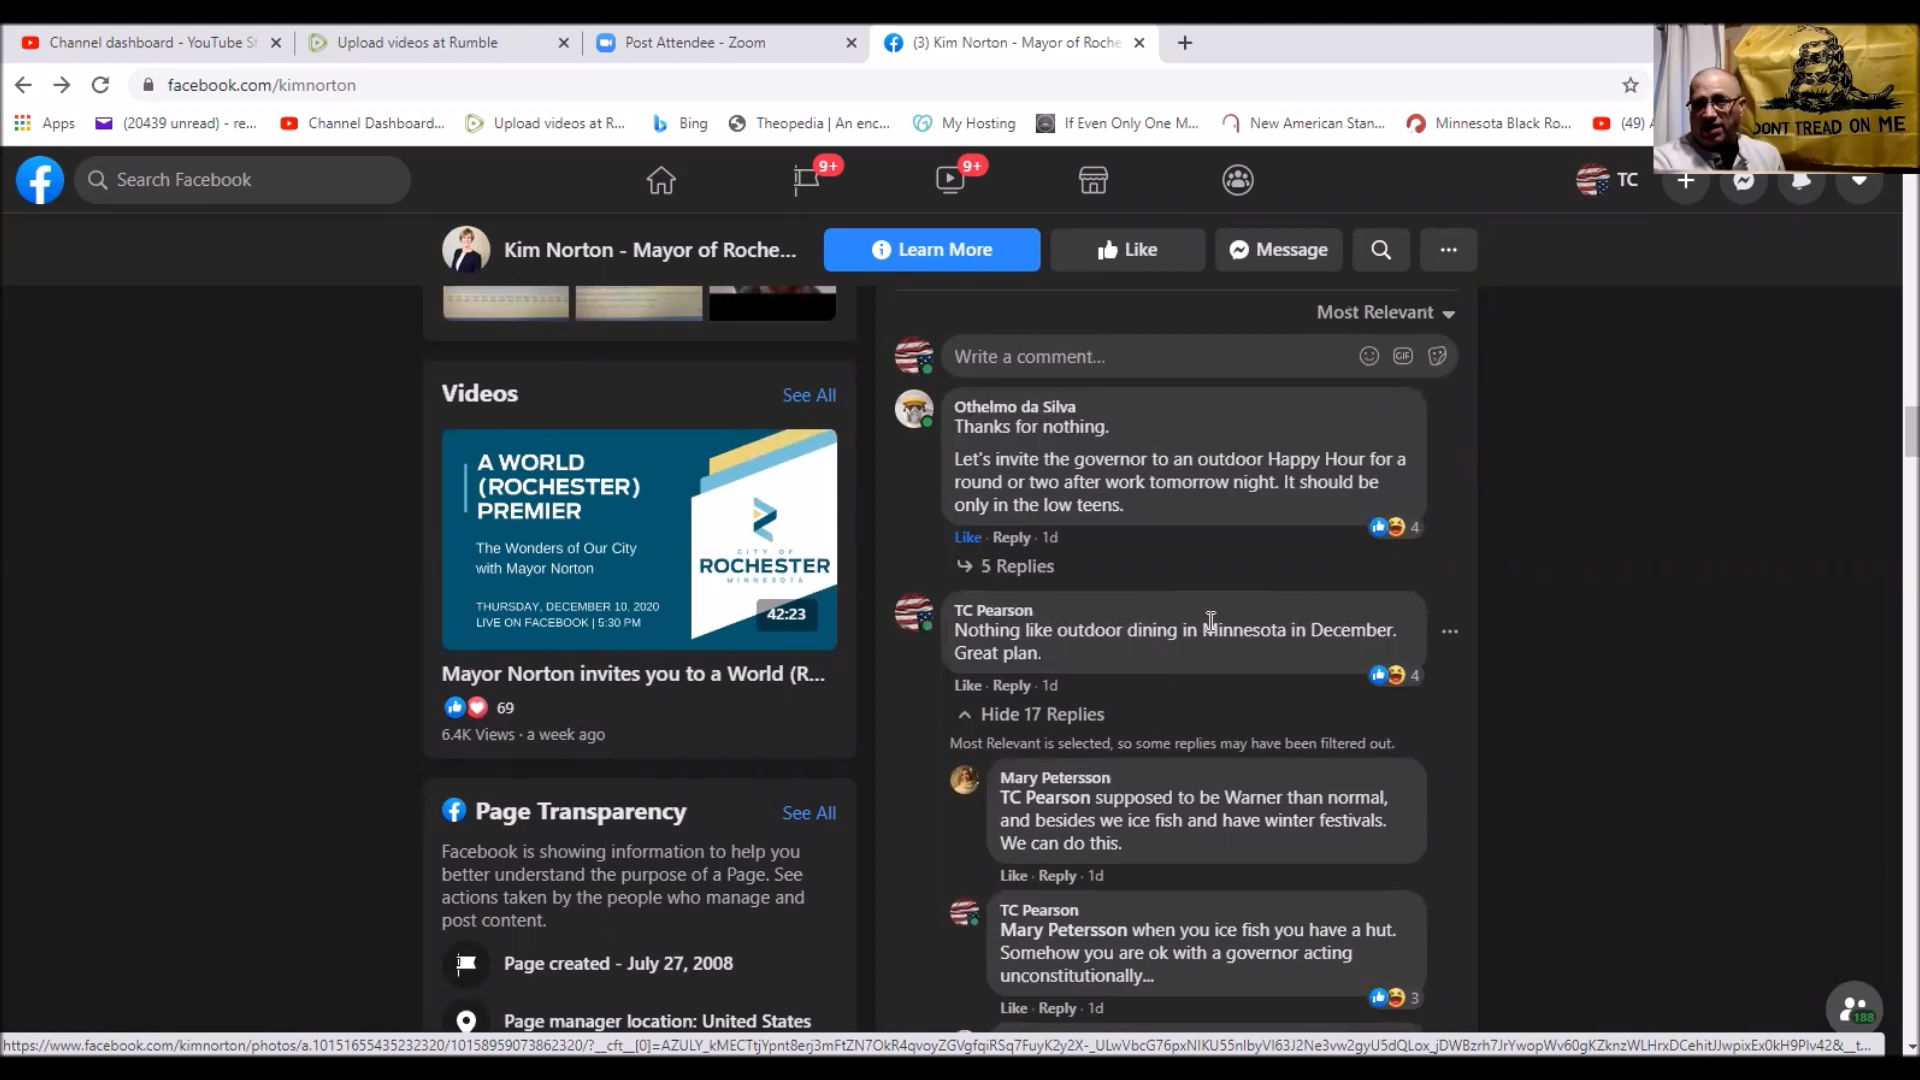 Channel dashboard - YouTube St
Upload videos at Rumble
Post Attendee - Zoom
(3) Kim Norton - Mayor of Roche
facebook.com/kimnorton
Apps
(20439 unread) - re...
Channel Dashboard...
Upload videos at R...
Bing
Theopedia | An enc...
My Hosting
If Even Only One M...
New American Stan...
Minnesota Black Ro...
(49)
DONT TREAD ON ME
Search Facebook
9+
9+
TC
Kim Norton - Mayor of Roche...
Learn More
Like
Message
Most Relevant
Write a comment...
GIF
Othelmo da Silva
Thanks for nothing.
Let's invite the governor to an outdoor Happy Hour for a
round or two after work tomorrow night. It should be
only in the low teens.
4
Like · Reply · 1d
5 Replies
TC Pearson
Nothing like outdoor dining in Minnesota in December.
Great plan.
4
Like · Reply · 1d
Hide 17 Replies
Most Relevant is selected, so some replies may have been filtered out.
Mary Petersson
TC Pearson supposed to be Warner than normal,
and besides we ice fish and have winter festivals.
We can do this.
Like · Reply · 1d
TC Pearson
Mary Petersson when you ice fish you have a hut.
Somehow you are ok with a governor acting
unconstitutionally...
3
Like · Reply · 1d
Videos
See All
A WORLD
(ROCHESTER)
PREMIER
The Wonders of Our City
with Mayor Norton
THURSDAY, DECEMBER 10, 2020
LIVE ON FACEBOOK | 5:30 PM
CITY OF
ROCHESTER
MINNESOTA
42:23
Mayor Norton invites you to a World (R...
69
6.4K Views · a week ago
Page Transparency
See All
Facebook is showing information to help you
better understand the purpose of a Page. See
actions taken by the people who manage and
post content.
Page created - July 27, 2008
Page manager location: United States
188